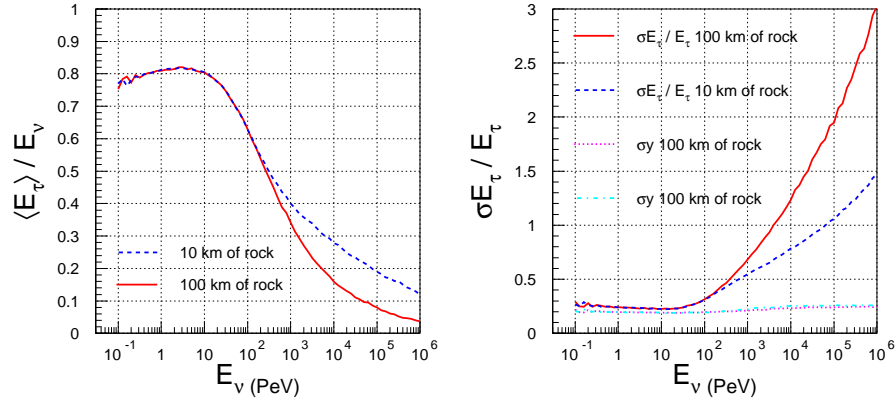 ⟨E_τ⟩ / E_ν
1
0.9
0.8
0.7
0.6
0.5
0.4
0.3
0.2
0.1
0
10 km of rock
100 km of rock
10^-1 1 10 10^2 10^3 10^4 10^5 10^6
E_ν (PeV)
σE_τ / E_τ
3
2.5
2
1.5
1
0.5
0
σE_τ / E_τ 100 km of rock
σE_τ / E_τ 10 km of rock
σy 100 km of rock
σy 100 km of rock
10^-1 1 10 10^2 10^3 10^4 10^5 10^6
E_ν (PeV)